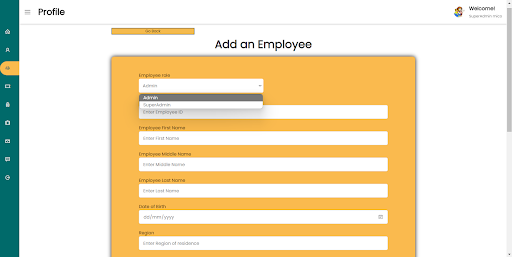 Profile
Welcome!
SuperAdmin mico
Go Back
Add an Employee
Employee role
Admin
Admin
SuperAdmin
Enter Employee ID
Employee First Name
Enter First Name
Employee Middle Name
Enter Middle Name
Employee Last Name
Enter Last Name
Date of Birth
dd/mm/yyyy
Region
Enter Region of residence